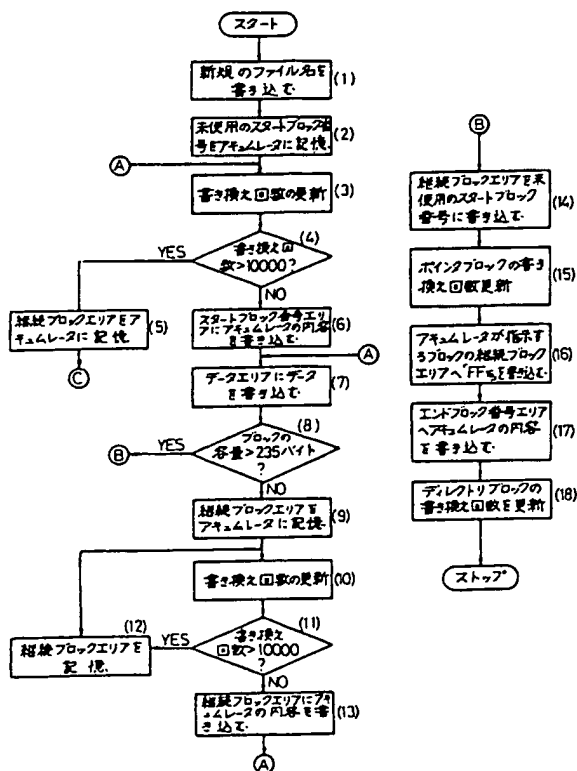 スタート
新規のファイル名を
書き込む
(1)
未使用のスタートブロック番
号をアキュムレータに記憶.
(2)
A
書き換え回数の更新
(3)
書き換え回
数>10000?
(4)
YES
NO
継続ブロックエリアをア
キュムレータに記憶.
(5)
C
スタートブロック番号エリ
アにアキュムレータの内容
を書き込む
(6)
A
データエリアにデータ
を書き込む
(7)
ブロックの
容量>235バイト
?
(8)
YES
B
NO
継続ブロックエリアを
アキュムレータに記憶.
(9)
書き換え回数の更新
(10)
書き換え
回数>10000
?
(11)
YES
NO
継続ブロックエリアを
記憶.
(12)
継続ブロックエリアにアキ
ュムレータの内容を書き
込む
(13)
A
B
継続ブロックエリアを未
使用のスタートブロック
番号に書き込む
(14)
ポインタブロックの書き
換え回数更新
(15)
アキュムレータが指示す
るブロックの継続ブロック
エリアへ"FF"を書き込む
(16)
エンドブロック番号エリア
へアキュムレータの内容
を書き込む
(17)
ディレクトリブロックの
書き換え回数を更新
(18)
ストップ